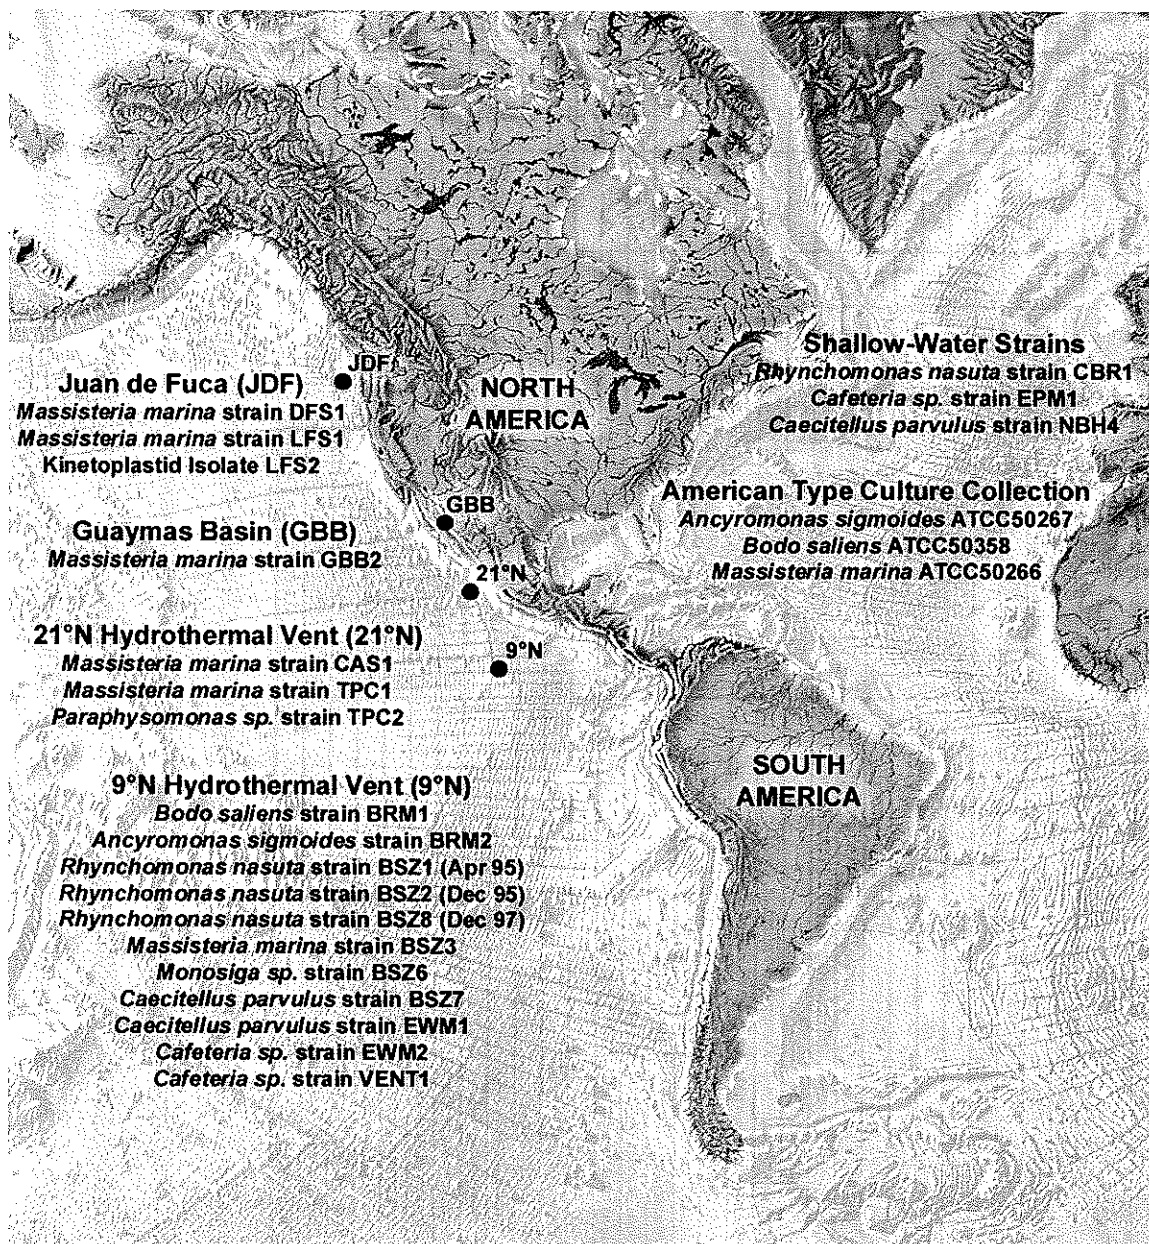 JDF
NORTH
AMERICA
GBB
21°N
9°N
SOUTH
AMERICA
Juan de Fuca (JDF)
Massisteria marina strain DFS1
Massisteria marina strain LFS1
Kinetoplastid Isolate LFS2
Guaymas Basin (GBB)
Massisteria marina strain GBB2
21°N Hydrothermal Vent (21°N)
Massisteria marina strain CAS1
Massisteria marina strain TPC1
Paraphysomonas sp. strain TPC2
9°N Hydrothermal Vent (9°N)
Bodo saliens strain BRM1
Ancyromonas sigmoides strain BRM2
Rhynchomonas nasuta strain BSZ1 (Apr 95)
Rhynchomonas nasuta strain BSZ2 (Dec 95)
Rhynchomonas nasuta strain BSZ8 (Dec 97)
Massisteria marina strain BSZ3
Monosiga sp. strain BSZ6
Caecitellus parvulus strain BSZ7
Caecitellus parvulus strain EWM1
Cafeteria sp. strain EWM2
Cafeteria sp. strain VENT1
Shallow-Water Strains
Rhynchomonas nasuta strain CBR1
Cafeteria sp. strain EPM1
Caecitellus parvulus strain NBH4
American Type Culture Collection
Ancyromonas sigmoides ATCC50267
Bodo saliens ATCC50358
Massisteria marina ATCC50266